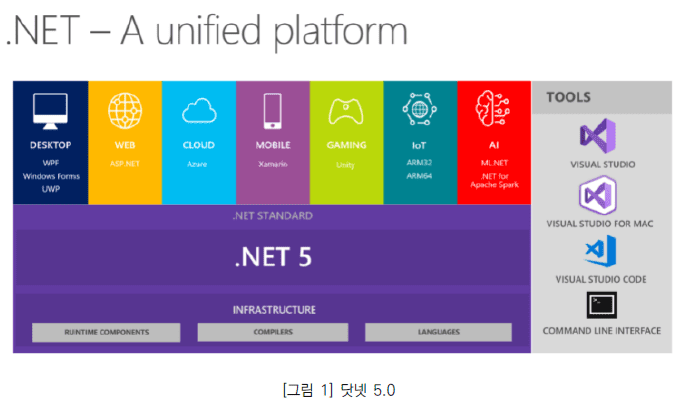 .NET – A unified platform
DESKTOP
WPF
Windows Forms
UWP
WEB
ASP.NET
CLOUD
Azure
MOBILE
Xamarin
GAMING
Unity
IoT
ARM32
ARM64
AI
ML.NET
.NET for
Apache Spark
.NET STANDARD
.NET 5
INFRASTRUCTURE
RUNTIME COMPONENTS
COMPILERS
LANGUAGES
TOOLS
VISUAL STUDIO
VISUAL STUDIO FOR MAC
VISUAL STUDIO CODE
COMMAND LINE INTERFACE
[그림 1] 닷넷 5.0